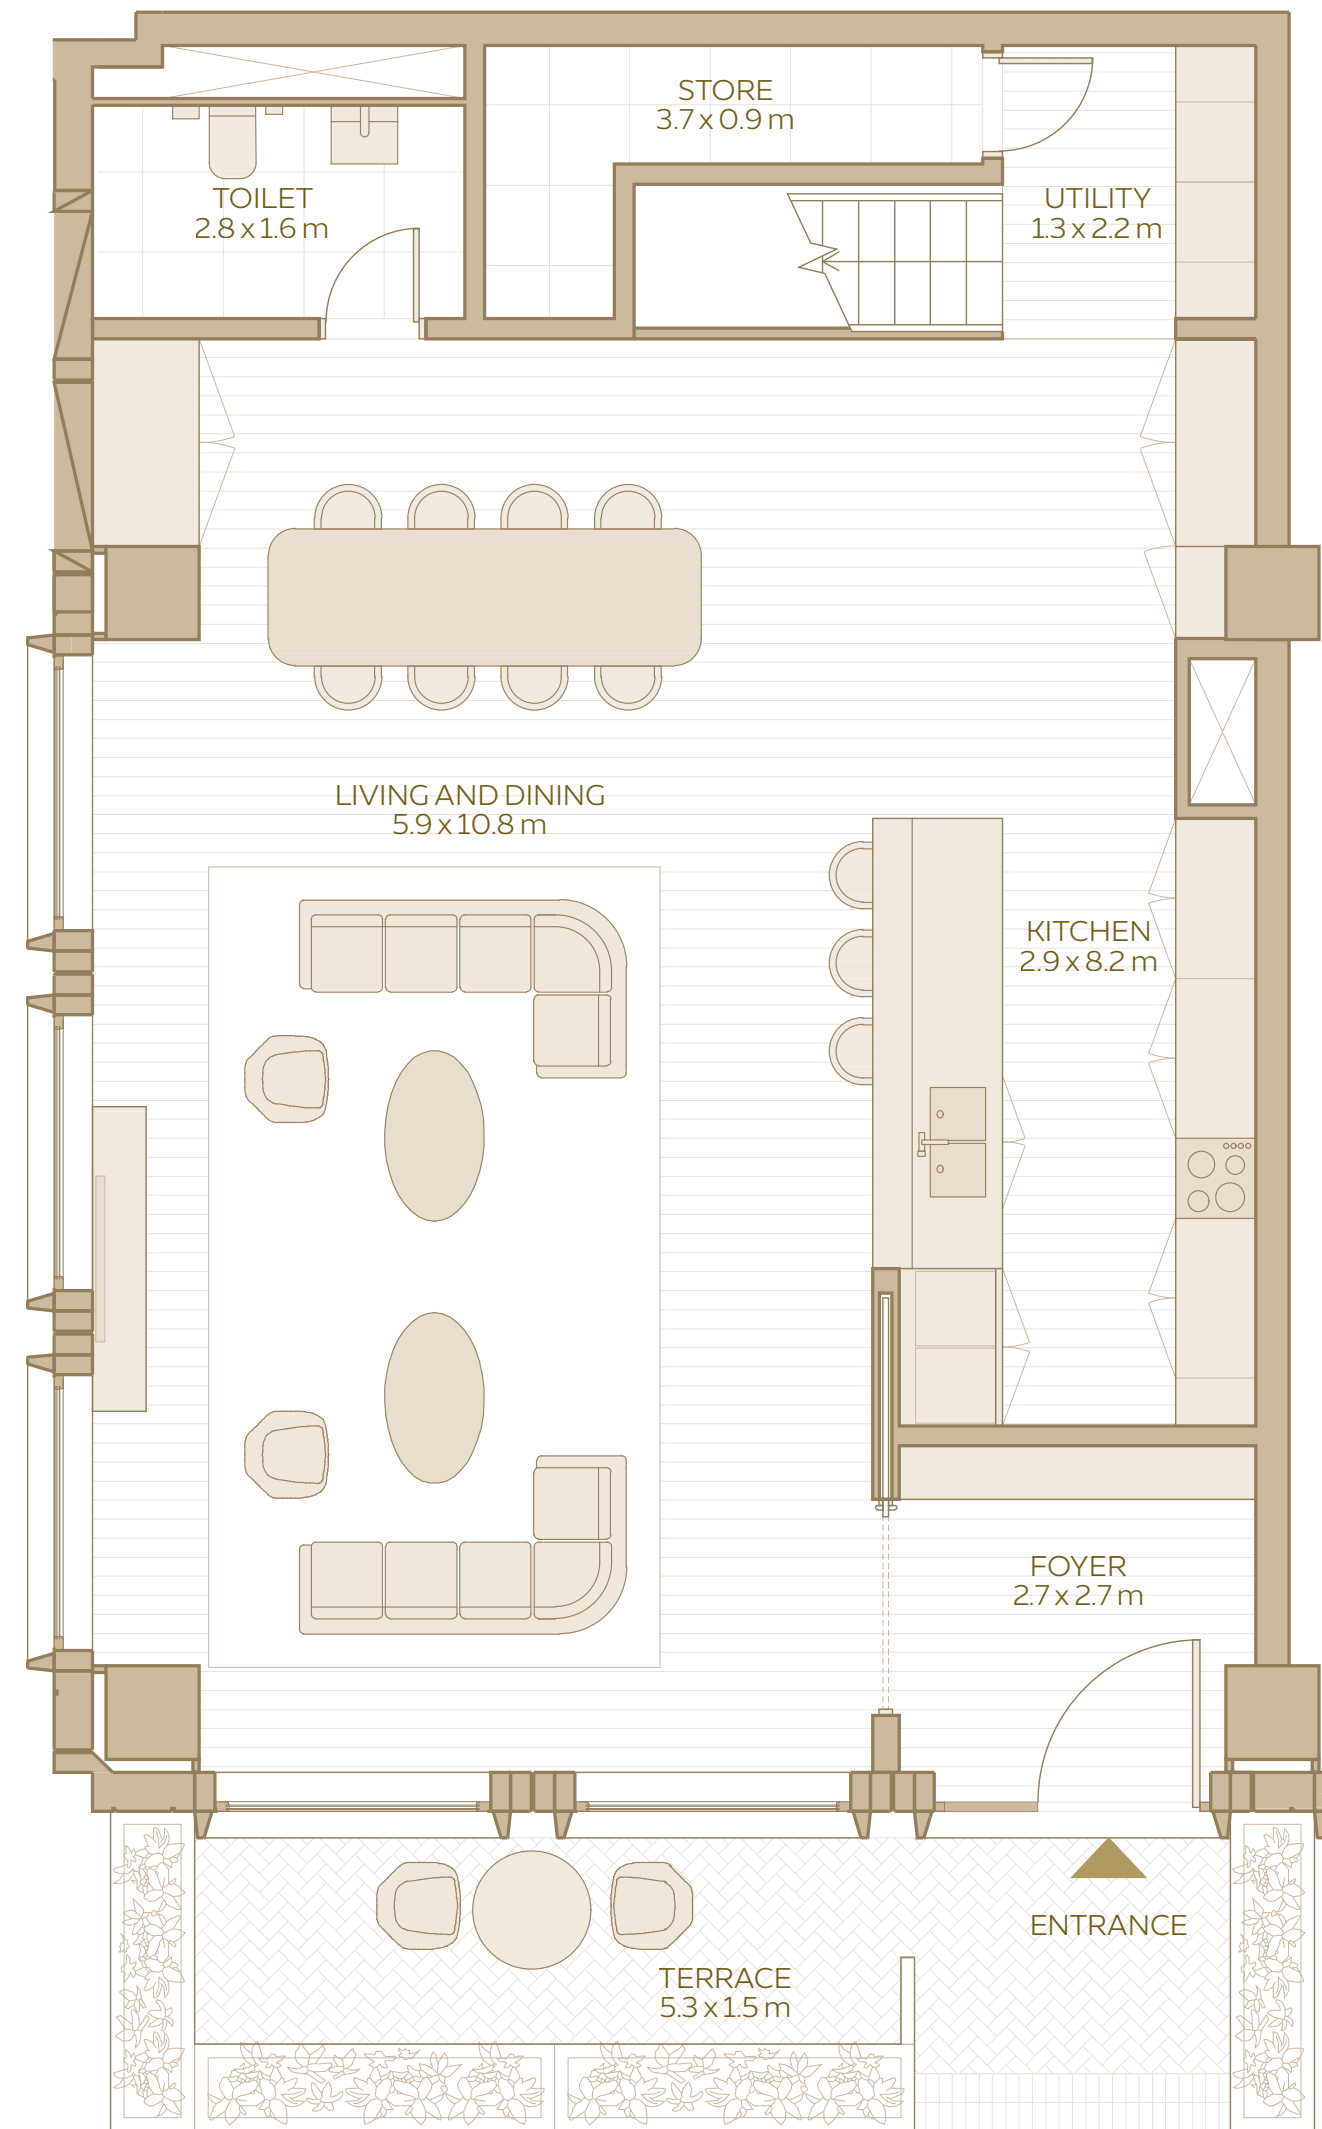 STORE
3.7 x 0.9 m
TOILET
2.8 x 1.6 m
UTILITY
1.3 x 2.2 m
LIVING AND DINING
5.9 x 10.8 m
KITCHEN
2.9 x 8.2 m
FOYER
2.7 x 2.7 m
ENTRANCE
TERRACE
5.3 x 1.5 m